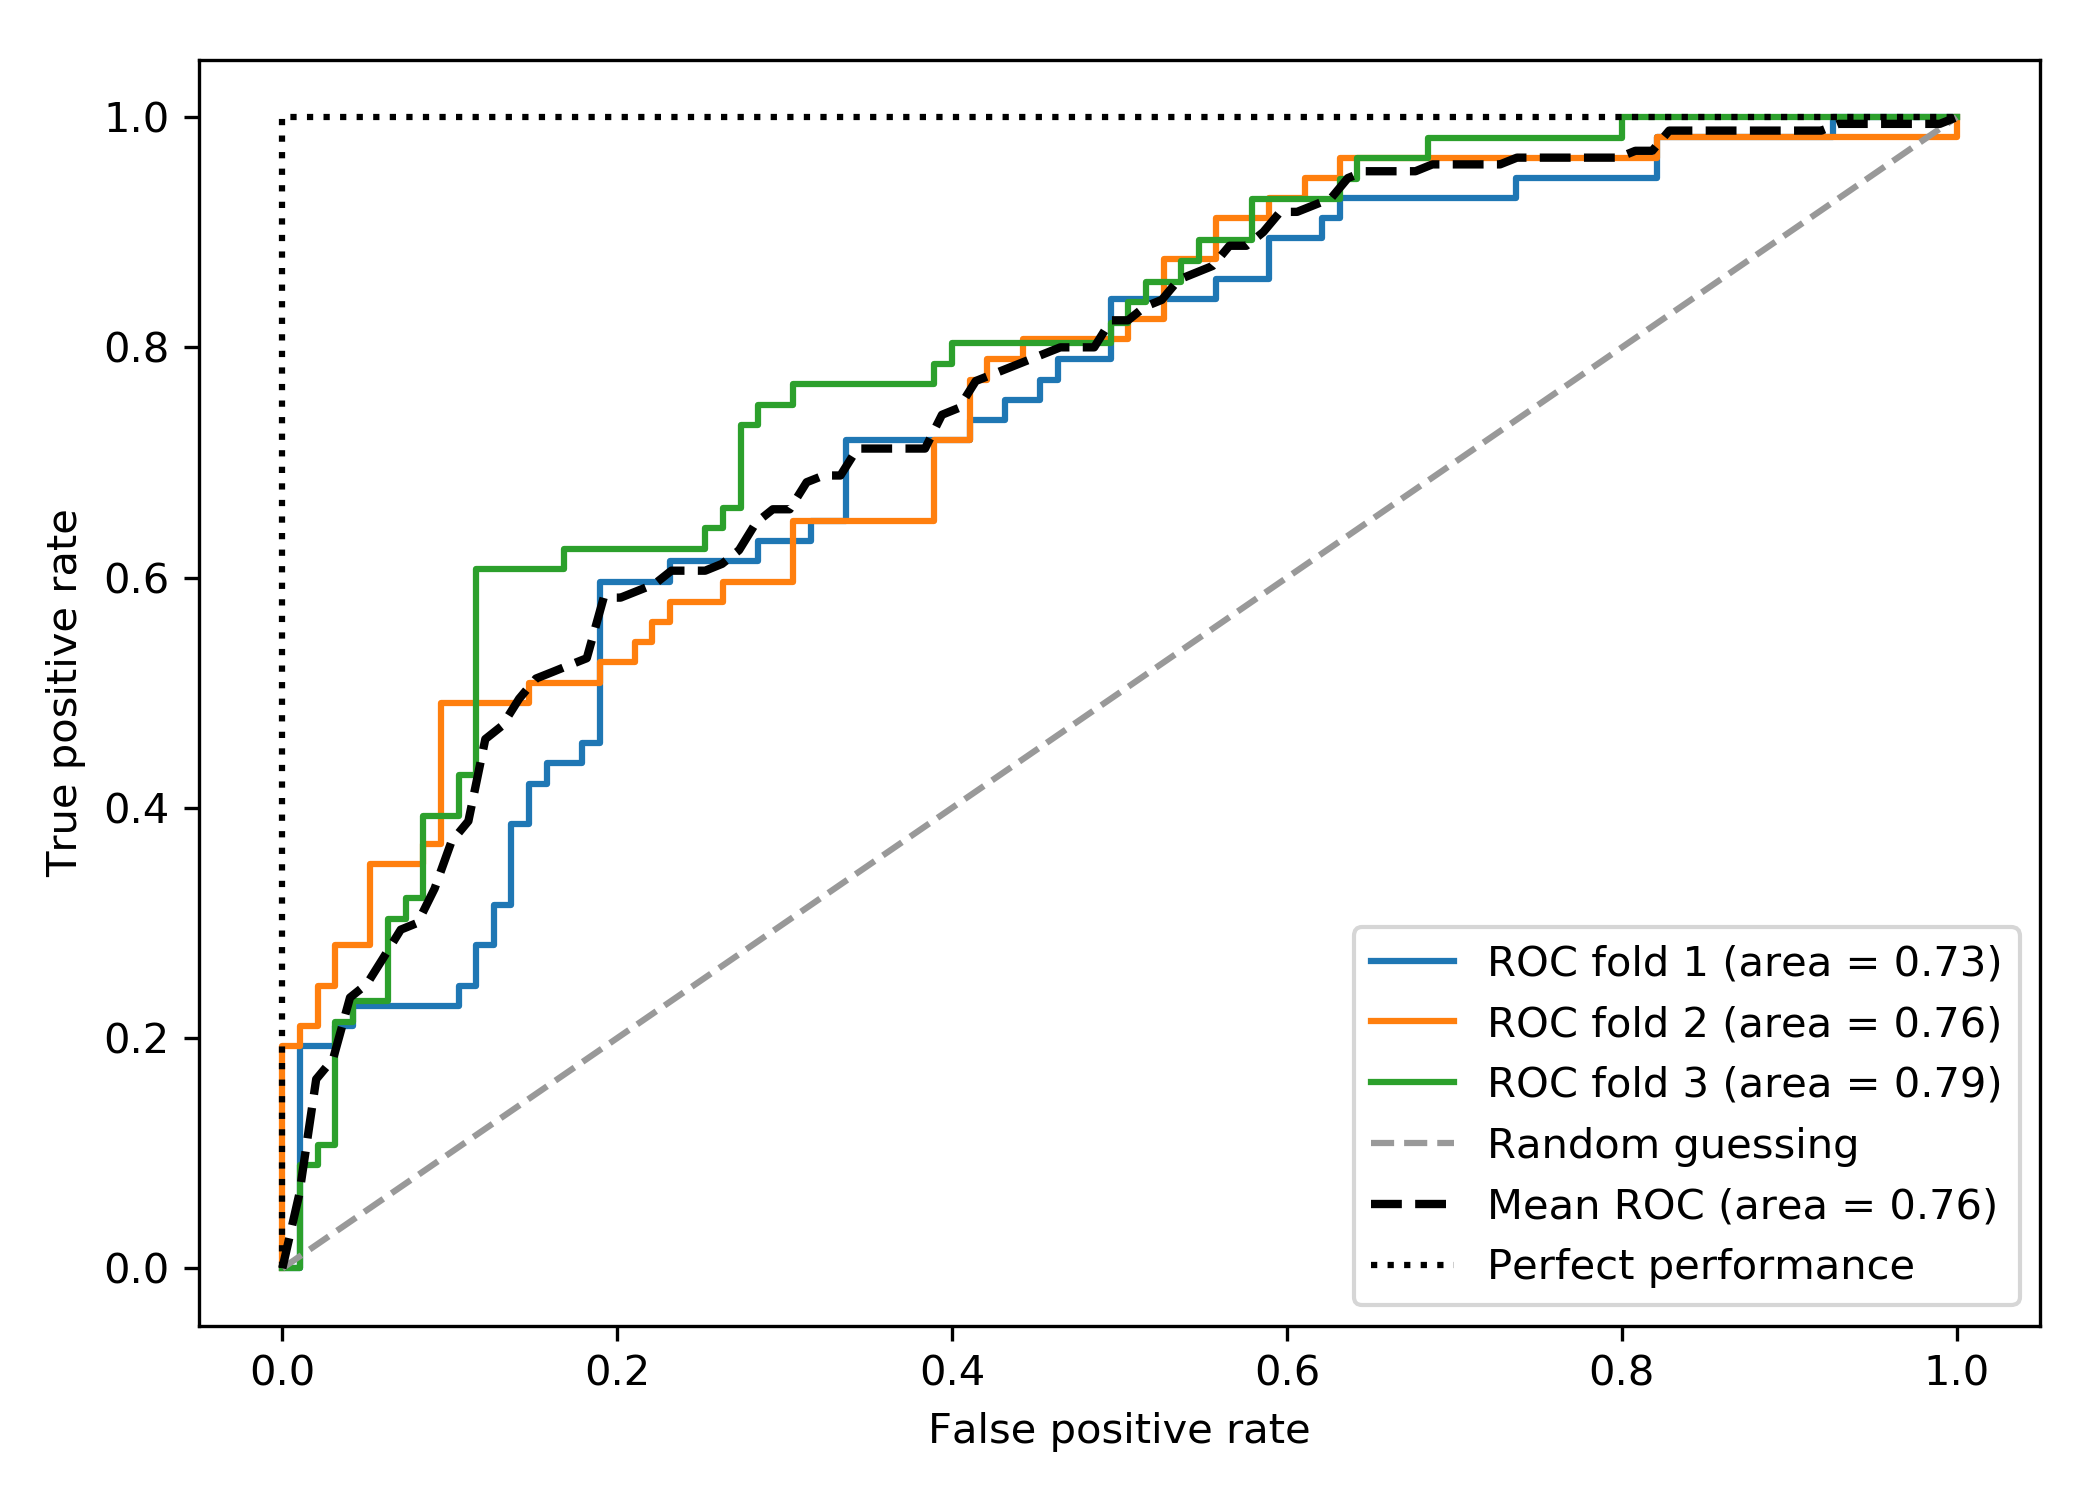 1.0
0.8
0.6
0.4
0.2
0.0
True positive rate
ROC fold 1 (area = 0.73)
ROC fold 2 (area = 0.76)
ROC fold 3 (area = 0.79)
Random guessing
Mean ROC (area = 0.76)
Perfect performance
0.0 0.2 0.4 0.6 0.8 1.0
False positive rate